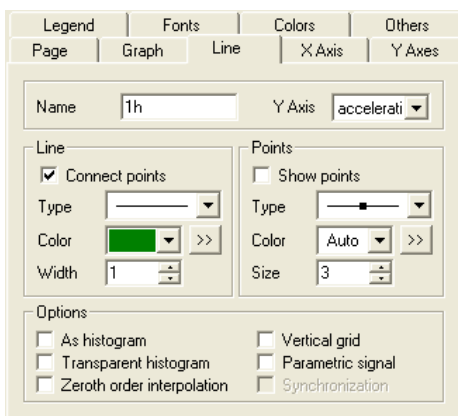 Legend Fonts Colors Others
Page Graph Line X Axis Y Axes
Name 1h Y Axis accelerati
Line
Connect points
Type
Color >>
Width 1
Points
Show points
Type
Color Auto >>
Size 3
Options
As histogram
Transparent histogram
Zeroth order interpolation
Vertical grid
Parametric signal
Synchronization